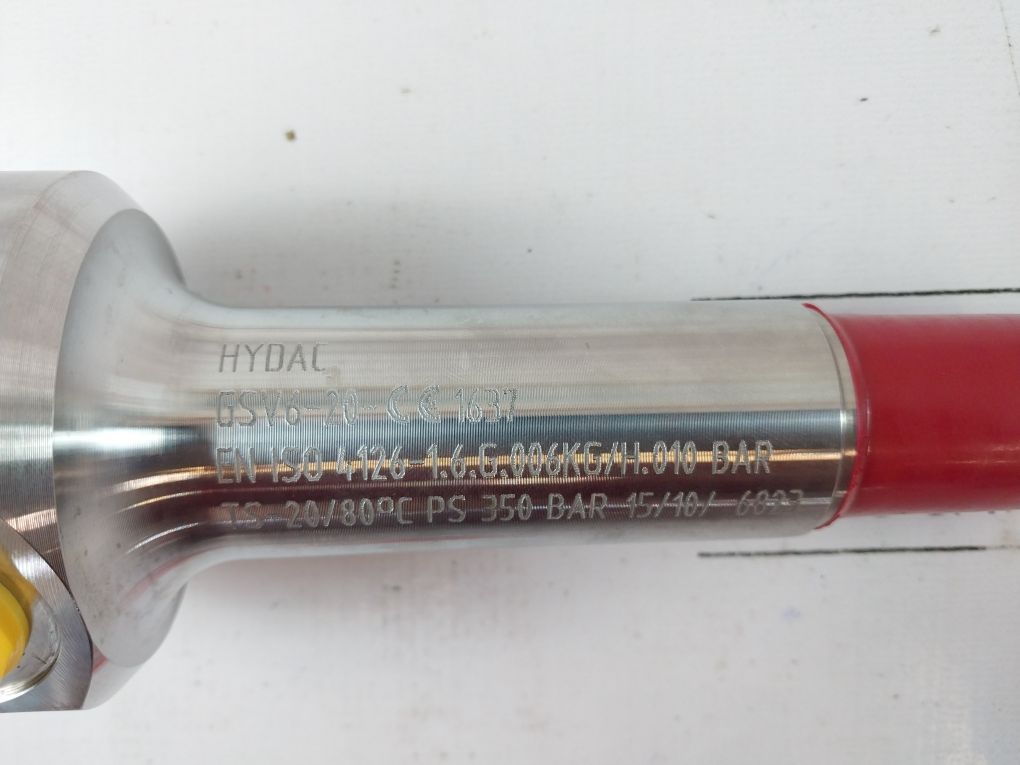 HYDAC
GSV6-20- CE 1637
EN ISO 4126-1.6.G.006KG/H.010 BAR
TS-20/80°C PS 350 BAR 15/10/